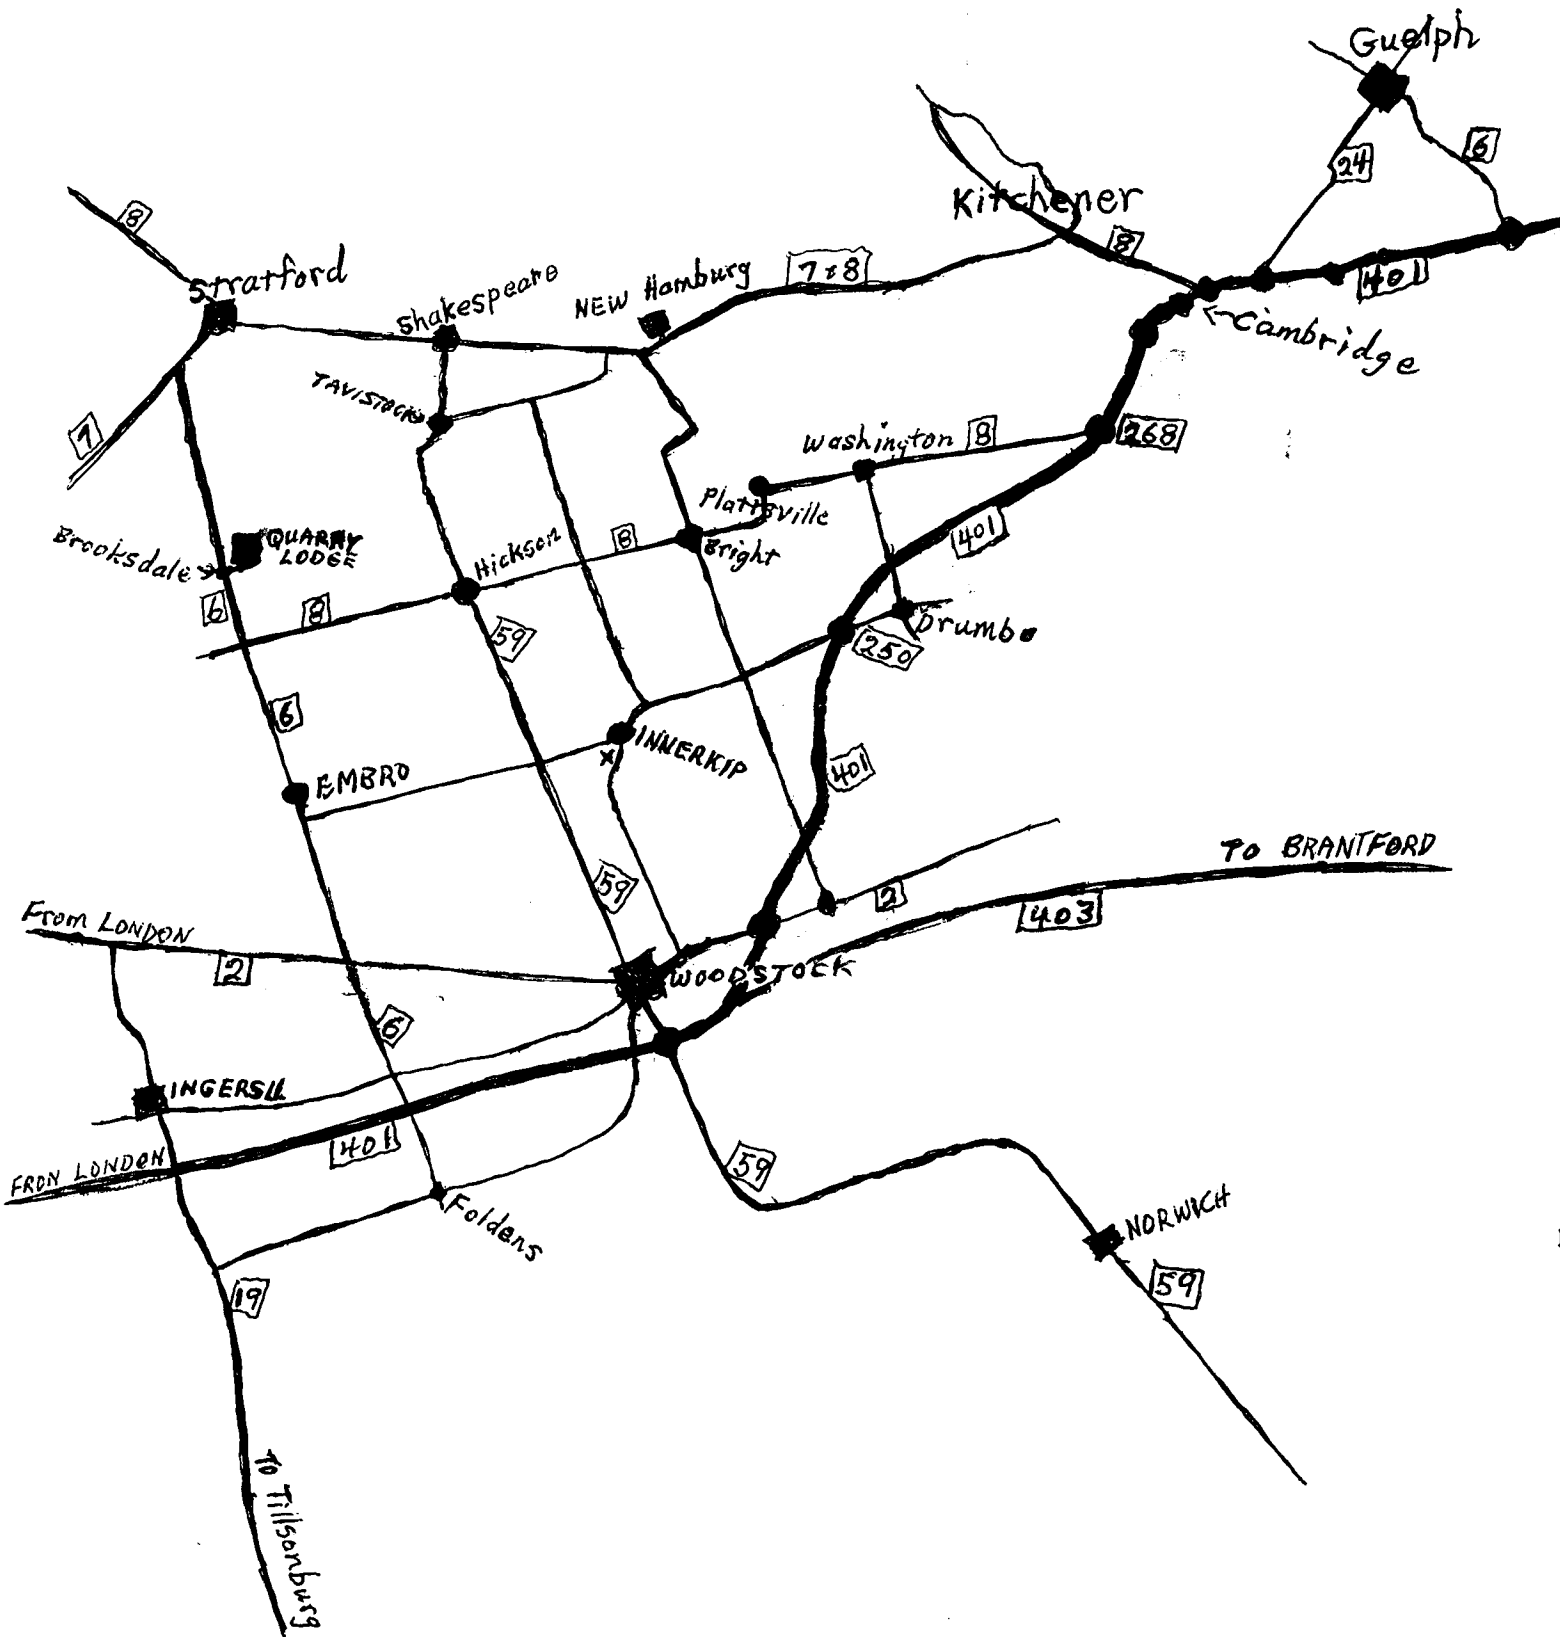 Guelph
6
24
Kitchener
8
8
Stratford
Shakespeare
NEW Hamburg
7&8
401
←Cambridge
TAVISTOCK
7
Washington
8
268
Plattsville
401
Brooksdale→
QUARRY
LODGE
Hickson
8
Bright
6
8
59
Drumbo
250
6
INNERKIP
x
EMBRO
401
59
2
TO BRANTFORD
403
From LONDON
2
WOODSTOCK
6
INGERSLL
401
FRON LONDON
59
Foldens
NORWICH
59
19
TO Tillsonburg